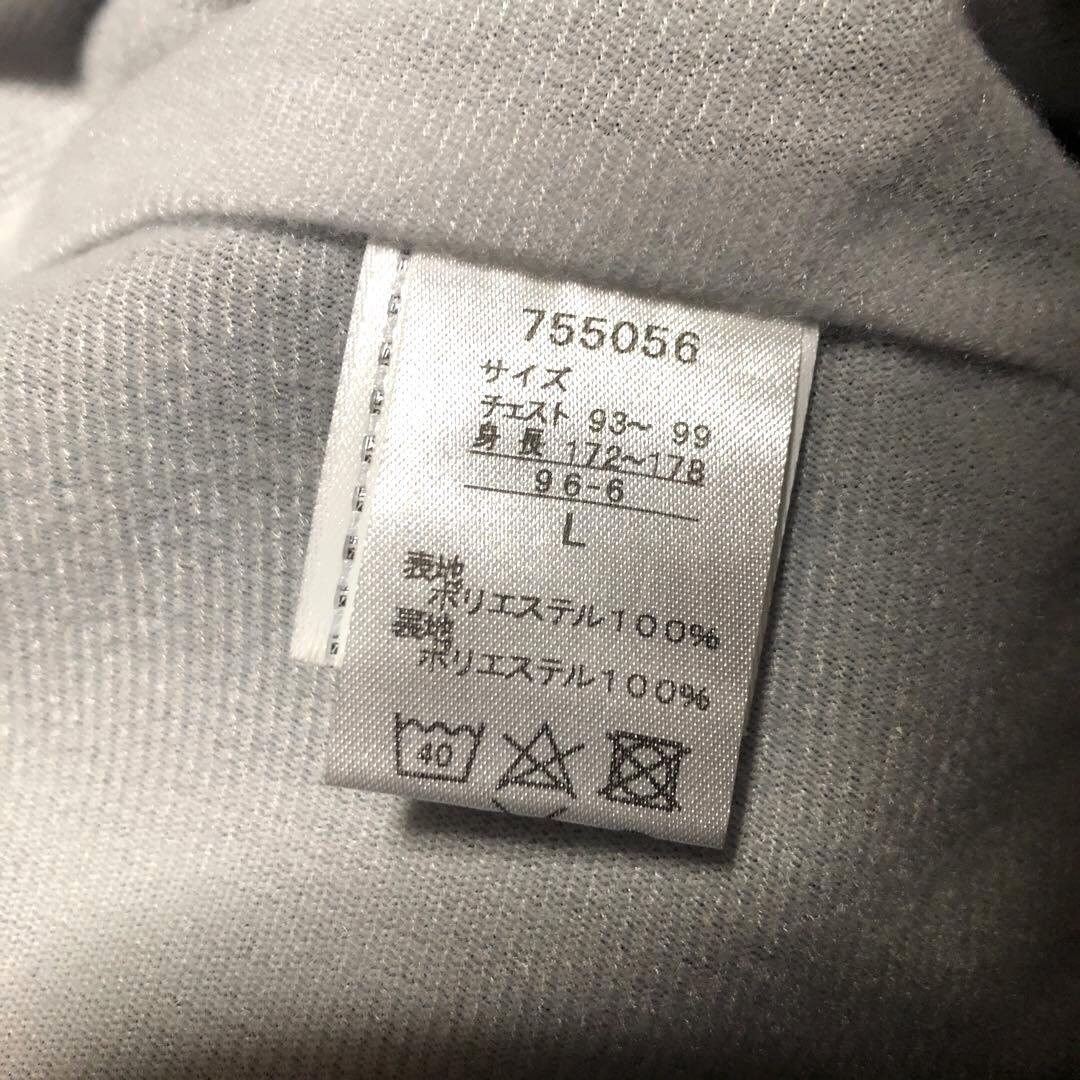 755056
サイズ
チェスト 93～ 99
身 長 172～178
96-6
L
表地
ポリエステル100%
裏地
ポリエステル100%
40